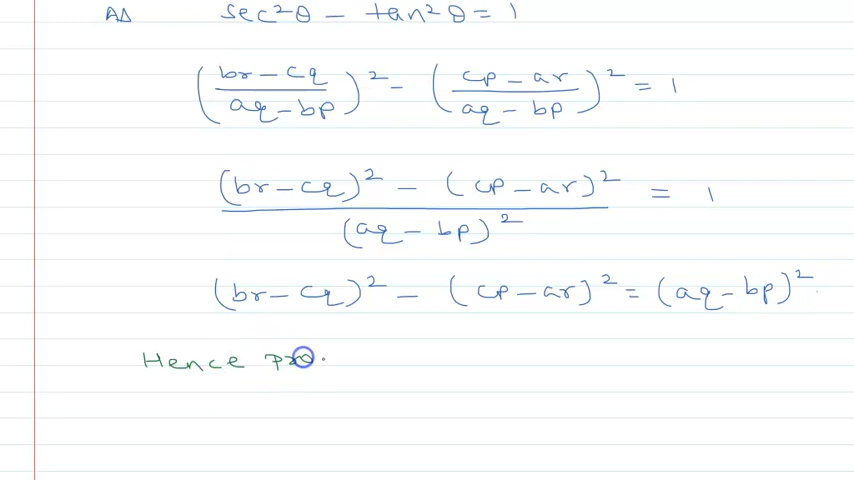 As sec²θ - tan²θ = 1
((br - cq)/(aq - bp))² - ((cp - ar)/(aq - bp))² = 1
((br - cq)² - (cp - ar)²)/(aq - bp)² = 1
(br - cq)² - (cp - ar)² = (aq - bp)²
Hence pro